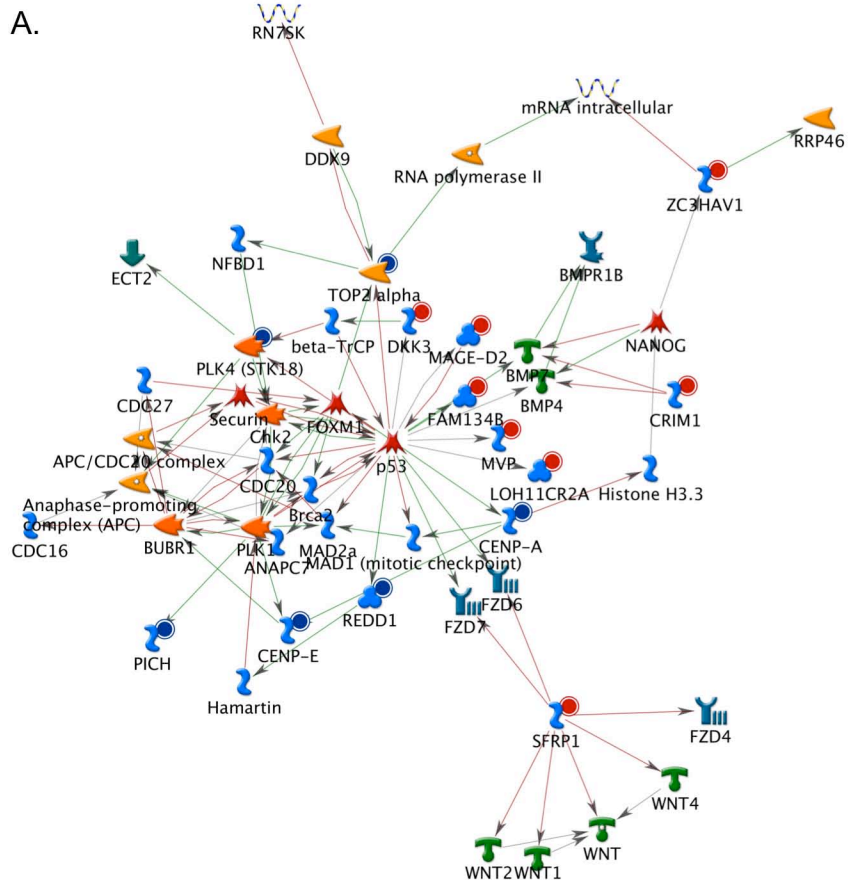 A.
RN7SK
mRNA intracellular
RRP46
DDX9
RNA polymerase II
ZC3HAV1
NFBD1
ECT2
BMPR1B
TOP2 alpha
beta-TrCP
DKK3
MAGE-D2
NANOG
PLK4 (STK18)
BMP7
BMP4
CDC27
Securin
FOXM1
FAM134B
CRIM1
Chk2
APC/CDC20 complex
CDC20
p53
MVP
LOH11CR2A
Histone H3.3
Anaphase-promoting
complex (APC)
Brca2
CDC16
BUBR1
PLK1
MAD2a
CENP-A
ANAPC7
MAD1 (mitotic checkpoint)
FZD6
REDD1
FZD7
PICH
CENP-E
Hamartin
SFRP1
FZD4
WNT4
WNT
WNT2
WNT1